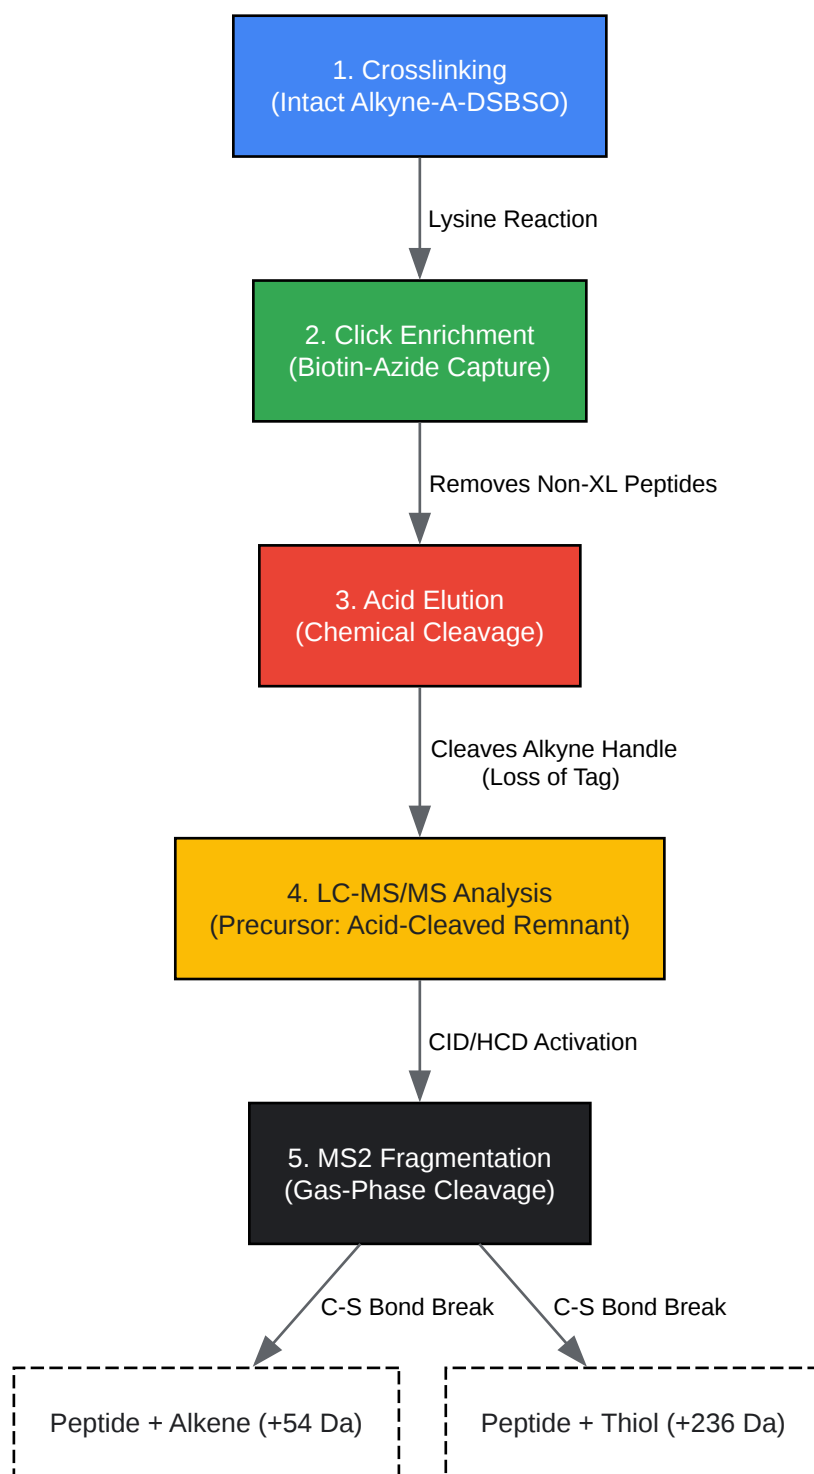 1. Crosslinking
(Intact Alkyne-A-DSBSO)
Lysine Reaction
2. Click Enrichment
(Biotin-Azide Capture)
Removes Non-XL Peptides
3. Acid Elution
(Chemical Cleavage)
Cleaves Alkyne Handle
(Loss of Tag)
4. LC-MS/MS Analysis
(Precursor: Acid-Cleaved Remnant)
CID/HCD Activation
5. MS2 Fragmentation
(Gas-Phase Cleavage)
C-S Bond Break
C-S Bond Break
Peptide + Alkene (+54 Da)
Peptide + Thiol (+236 Da)